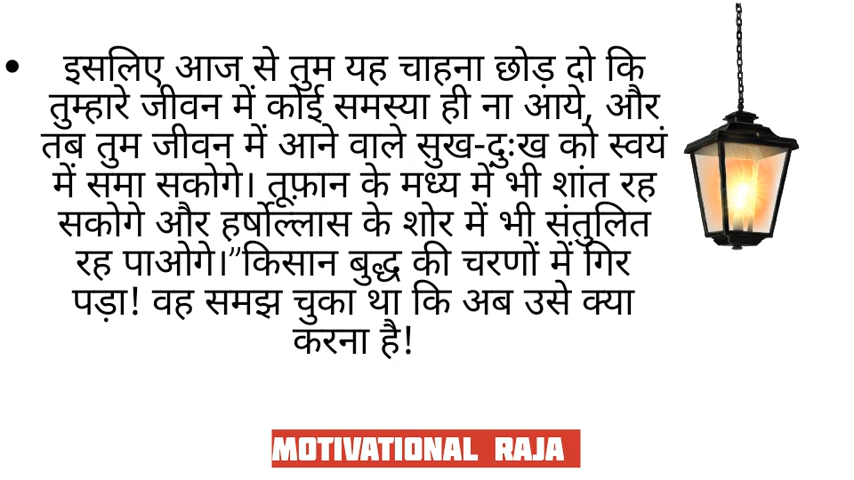 • इसलिए आज से तुम यह चाहना छोड़ दो कि
तुम्हारे जीवन में कोई समस्या ही ना आये, और
तब तुम जीवन में आने वाले सुख-दुःख को स्वयं
में समा सकोगे। तूफ़ान के मध्य में भी शांत रह
सकोगे और हर्षोल्लास के शोर में भी संतुलित
रह पाओगे।”किसान बुद्ध की चरणों में गिर
पड़ा! वह समझ चुका था कि अब उसे क्या
करना है!
MOTIVATIONAL RAJA